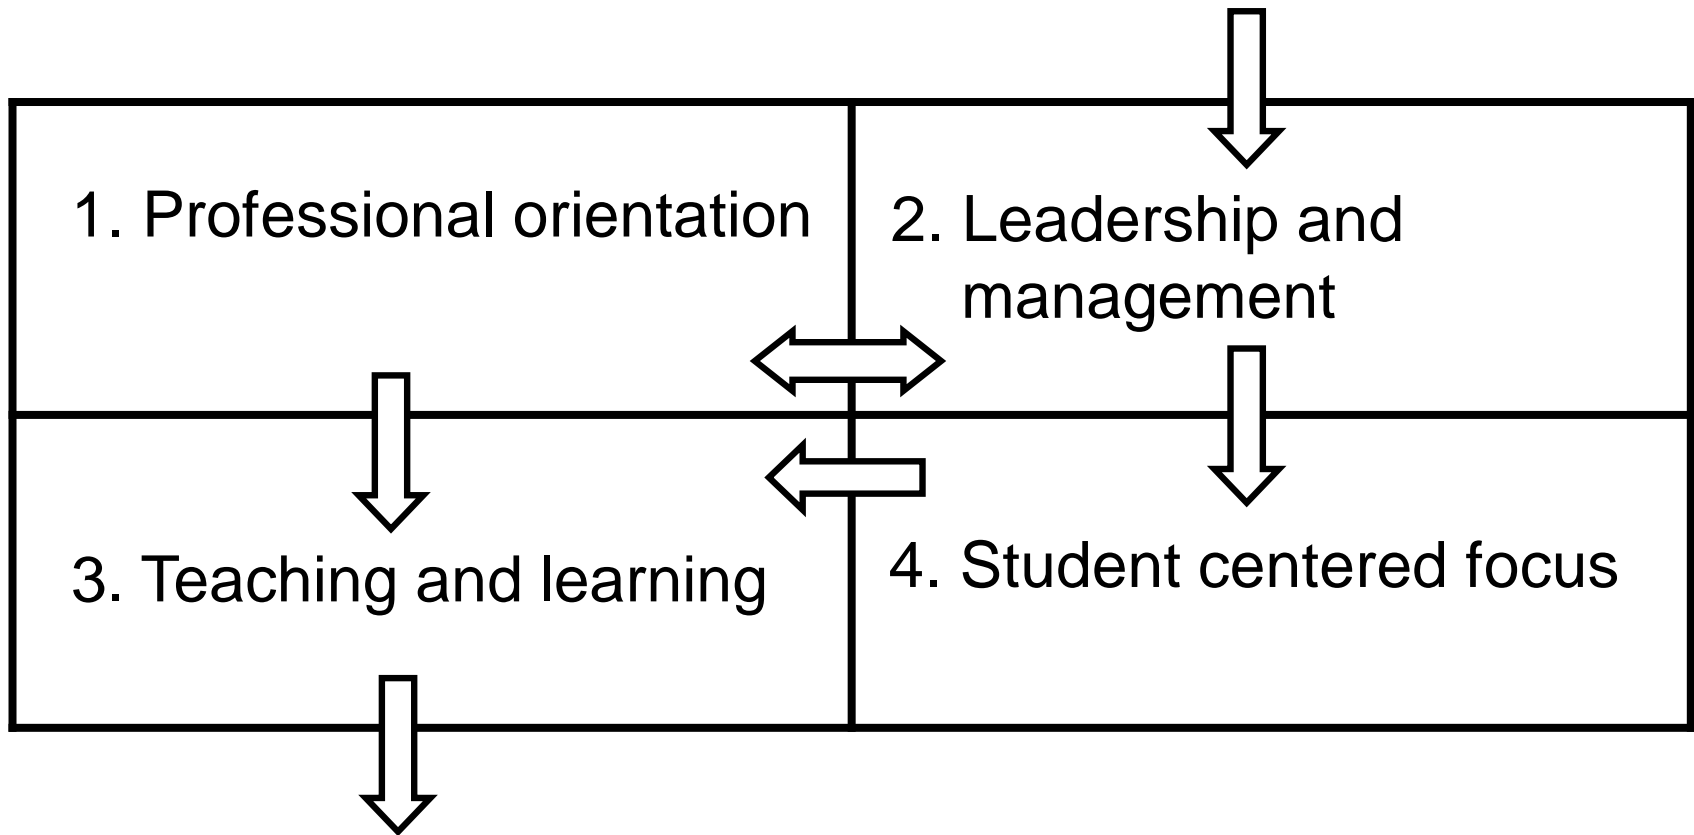 1. Professional orientation
2. Leadership and
management
3. Teaching and learning
4. Student centered focus